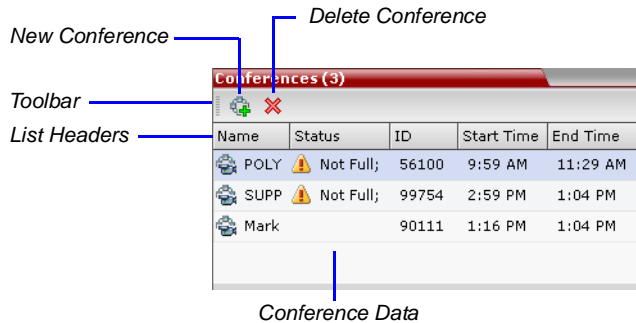 Delete Conference
New Conference
Conferences (3)
Toolbar
List Headers
Name Status ID Start Time End Time
POLY Not Full; 56100 9:59 AM 11:29 AM
SUPP Not Full; 99754 2:59 PM 1:04 PM
Mark 90111 1:16 PM 1:04 PM
Conference Data